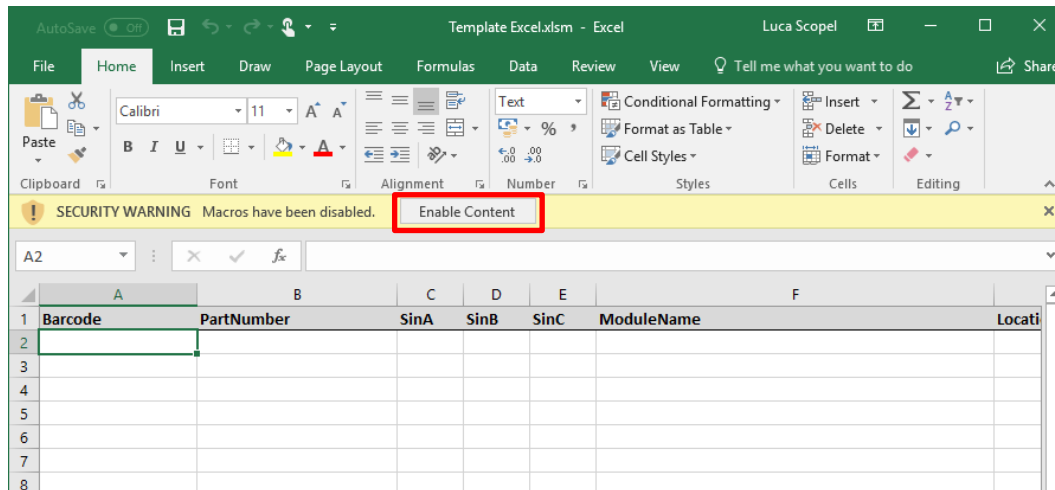 AutoSave Off Template Excel.xlsm - Excel Luca Scopel
File Home Insert Draw Page Layout Formulas Data Review View Tell me what you want to do Share
Calibri 11 A A Text Conditional Formatting Insert
Paste B I U A % , Format as Table Delete
Cell Styles Format
Clipboard Font Alignment Number Styles Cells Editing
SECURITY WARNING Macros have been disabled. Enable Content
A2 fx
A B C D E F
1 Barcode PartNumber SinA SinB SinC ModuleName Locati
2
3
4
5
6
7
8